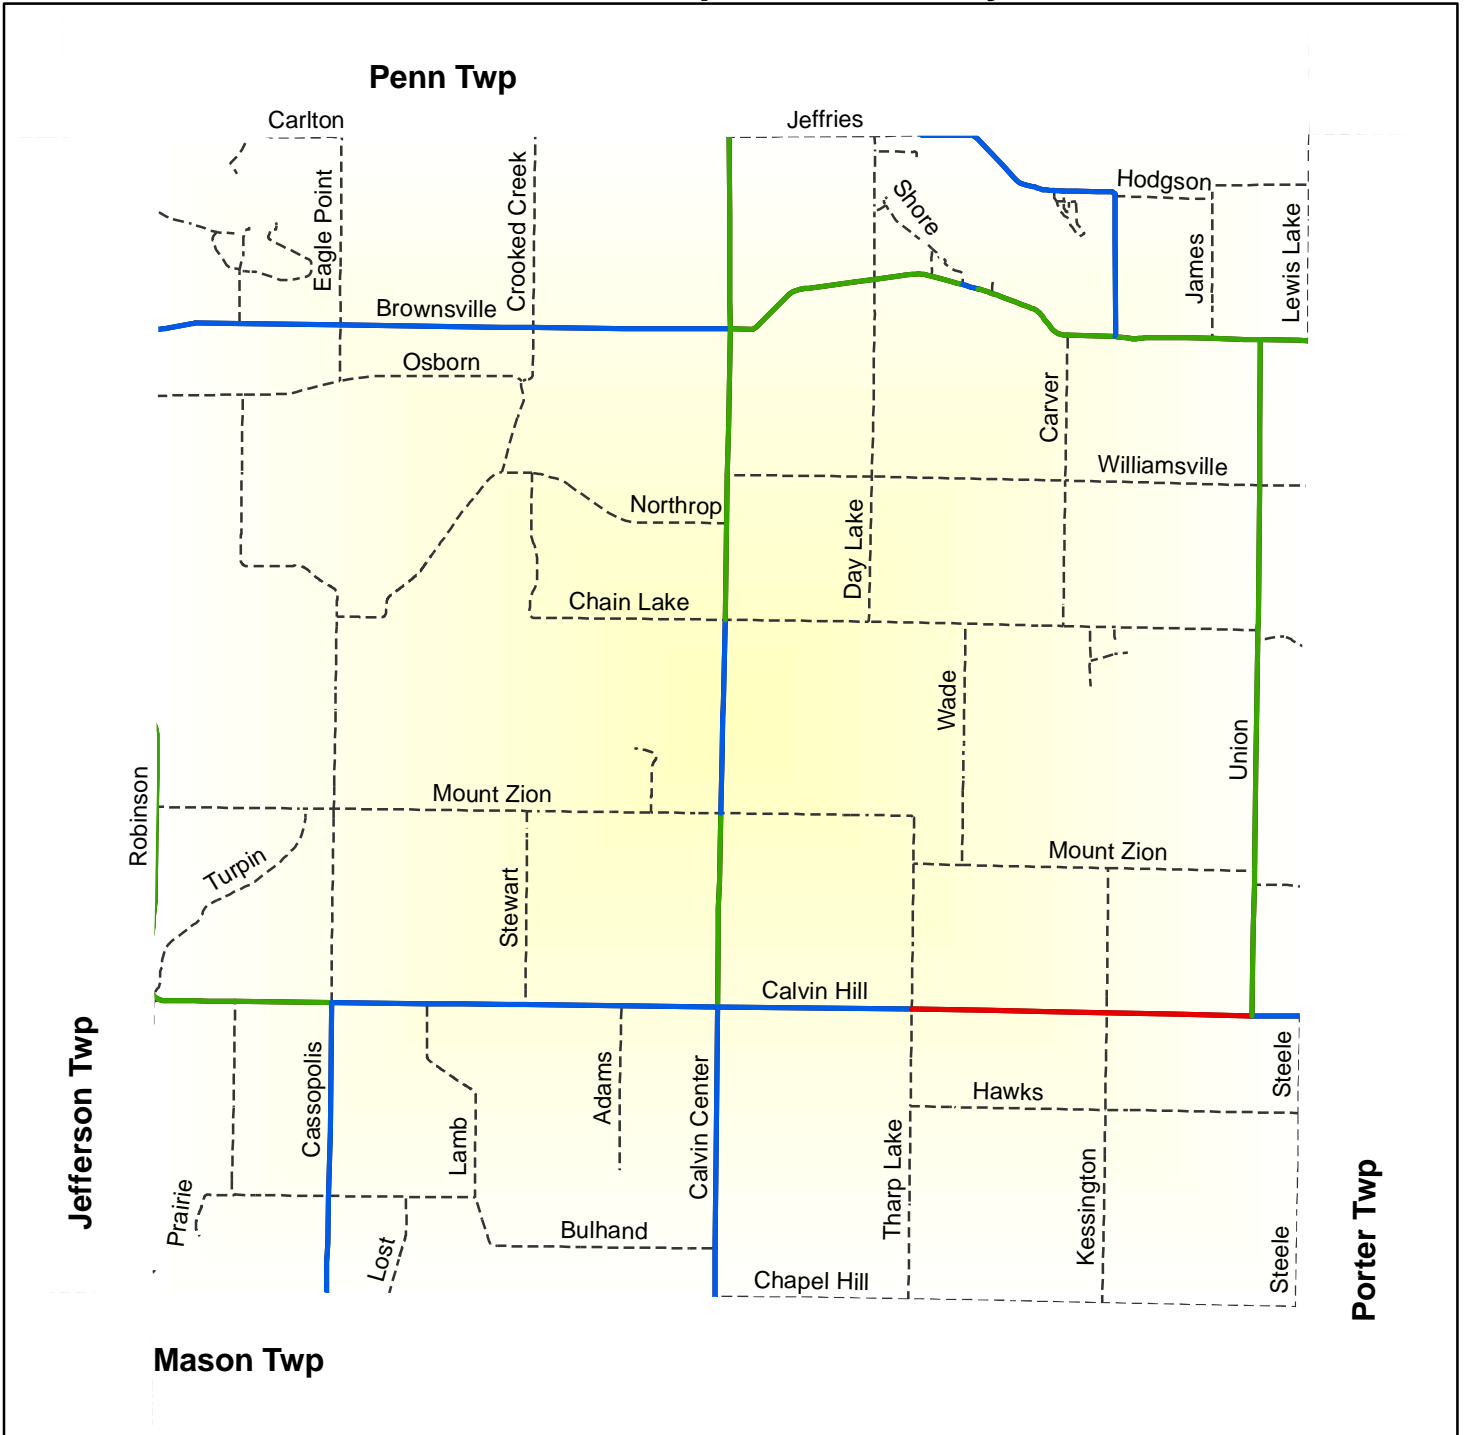 Penn Twp
Carlton
Jeffries
Eagle Point
Crooked Creek
Shore
Hodgson
James
Lewis Lake
Brownsville
Osborn
Carver
Williamsville
Northrop
Day Lake
Chain Lake
Wade
Union
Robinson
Mount Zion
Turpin
Mount Zion
Stewart
Calvin Hill
Jefferson Twp
Cassopolis
Lamb
Adams
Calvin Center
Hawks
Steele
Tharp Lake
Kessington
Prairie
Lost
Bulhand
Chapel Hill
Steele
Porter Twp
Mason Twp